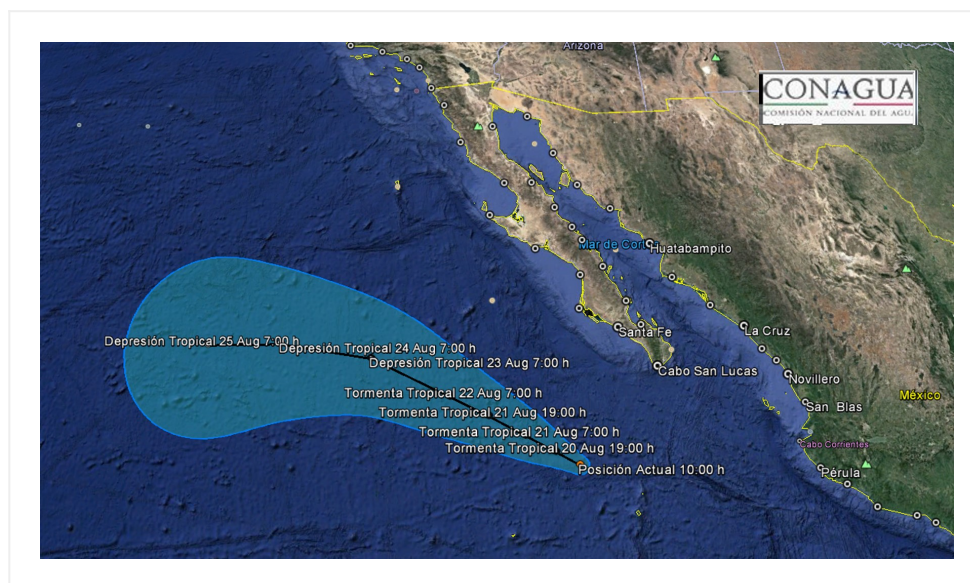 Arizona
CONAGUA
COMISIÓN NACIONAL DEL AGUA
Mar de Cort
Huatabampito
Santa Fe
La Cruz
Cabo San Lucas
Novillero
México
San Blas
Cabo Corrientes
Pérula
Depresión Tropical 25 Aug 7:00 h
Depresión Tropical 24 Aug 7:00 h
Depresión Tropical 23 Aug 7:00 h
Tormenta Tropical 22 Aug 7:00 h
Tormenta Tropical 21 Aug 19:00 h
Tormenta Tropical 21 Aug 7:00 h
Tormenta Tropical 20 Aug 19:00 h
Posición Actual 10:00 h